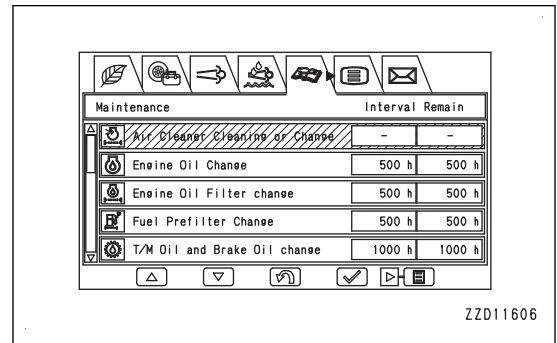 Maintenance Interval Remain
Air Cleaner Cleaning or Change - -
Engine Oil Change 500 h 500 h
Engine Oil Filter change 500 h 500 h
Fuel Prefilter Change 500 h 500 h
T/M Oil and Brake Oil change 1000 h 1000 h
ZZD11606